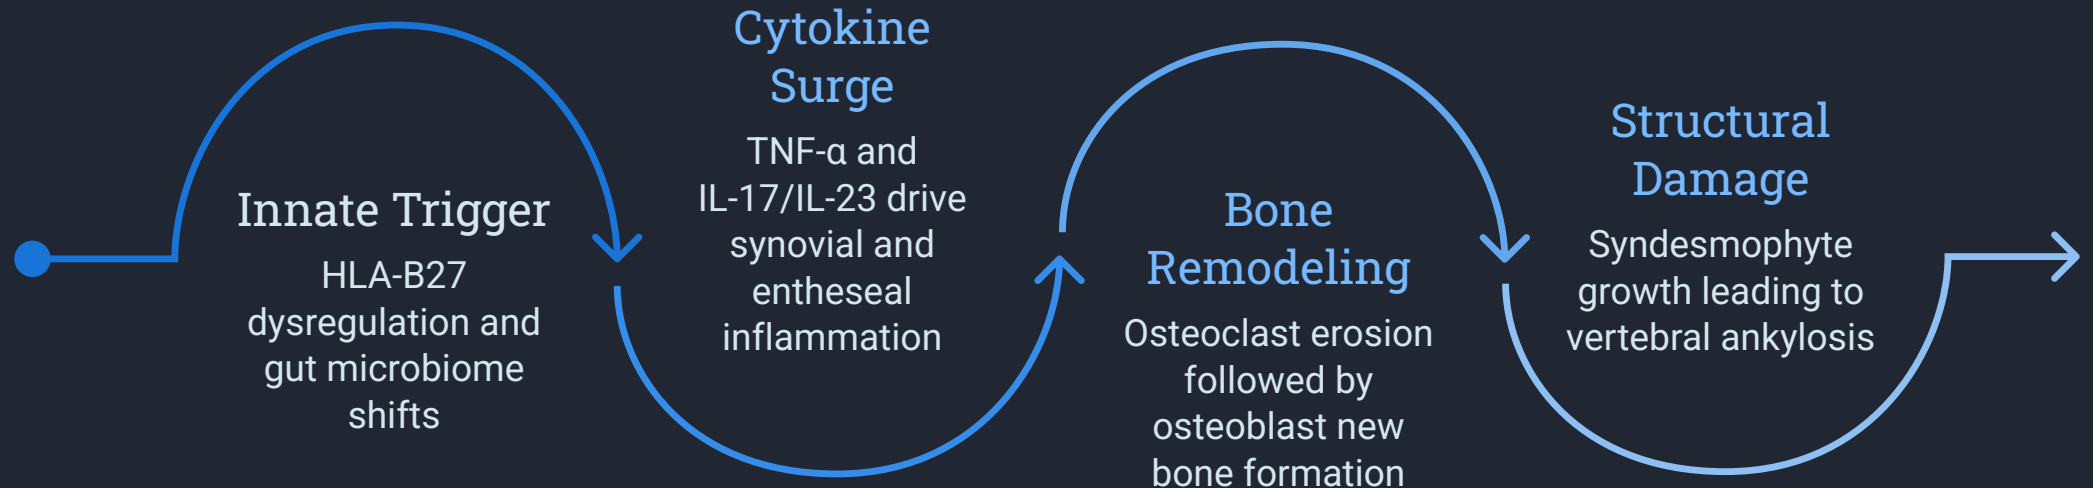 Innate Trigger
HLA-B27
dysregulation and
gut microbiome
shifts
Cytokine
Surge
TNF-α and
IL-17/IL-23 drive
synovial and
entheseal
inflammation
Bone
Remodeling
Osteoclast erosion
followed by
osteoblast new
bone formation
Structural
Damage
Syndesmophyte
growth leading to
vertebral ankylosis